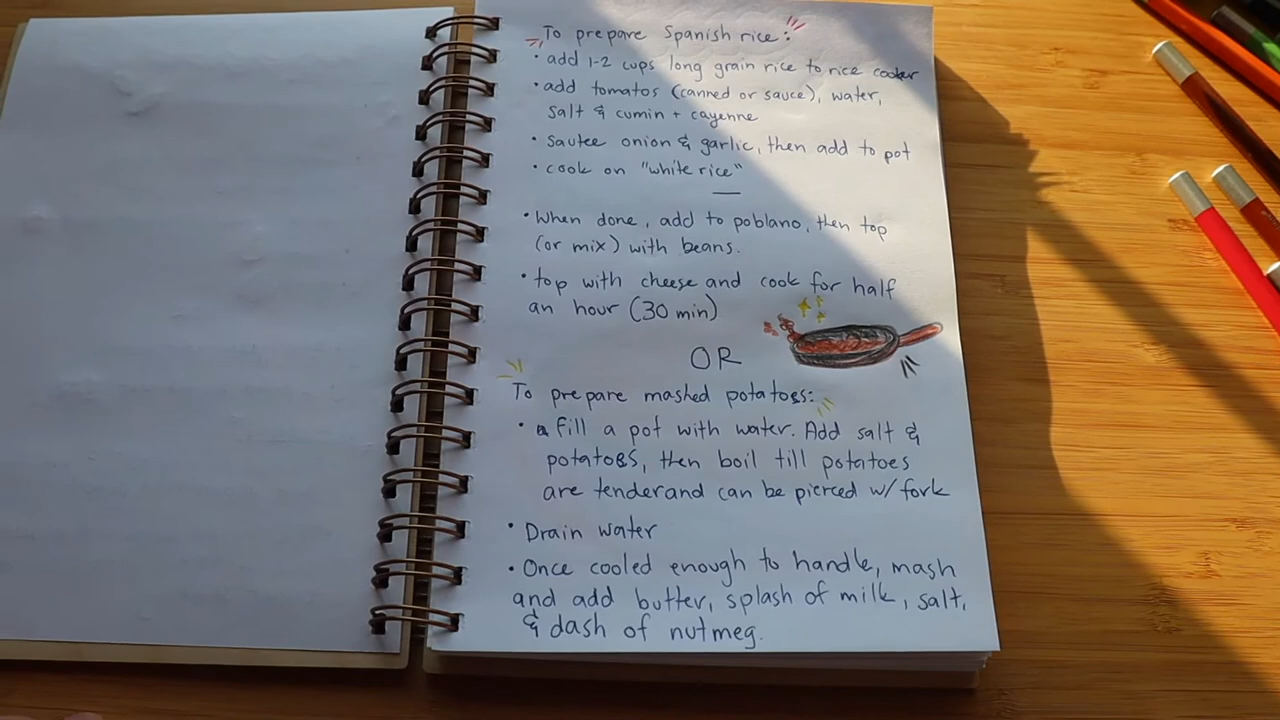 To prepare Spanish rice:
• add 1-2 cups long grain rice to rice cooker
• add tomatos (canned or sauce), water,
salt & cumin + cayenne
• sautee onion & garlic, then add to pot
• cook on "white rice"
• When done, add to poblano, then top
(or mix) with beans.
• top with cheese and cook for half
an hour (30 min)
OR
To prepare mashed potatoes:
• fill a pot with water. Add salt &
potatoes, then boil till potatoes
are tender and can be pierced w/ fork
• Drain water
• Once cooled enough to handle, mash
and add butter, splash of milk, salt,
& dash of nutmeg.